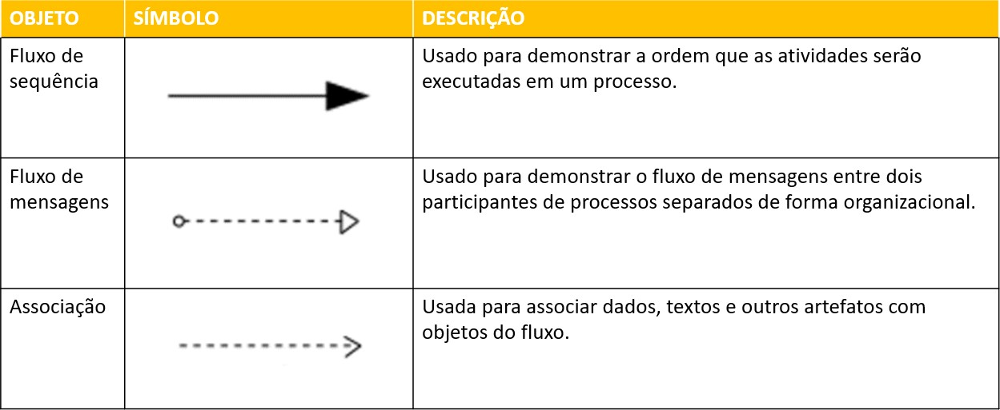 OBJETO SÍMBOLO DESCRIÇÃO
Fluxo de
sequência
Usado para demonstrar a ordem que as atividades serão
executadas em um processo.
Fluxo de
mensagens
Usado para demonstrar o fluxo de mensagens entre dois
participantes de processos separados de forma organizacional.
Associação
Usada para associar dados, textos e outros artefatos com
objetos do fluxo.